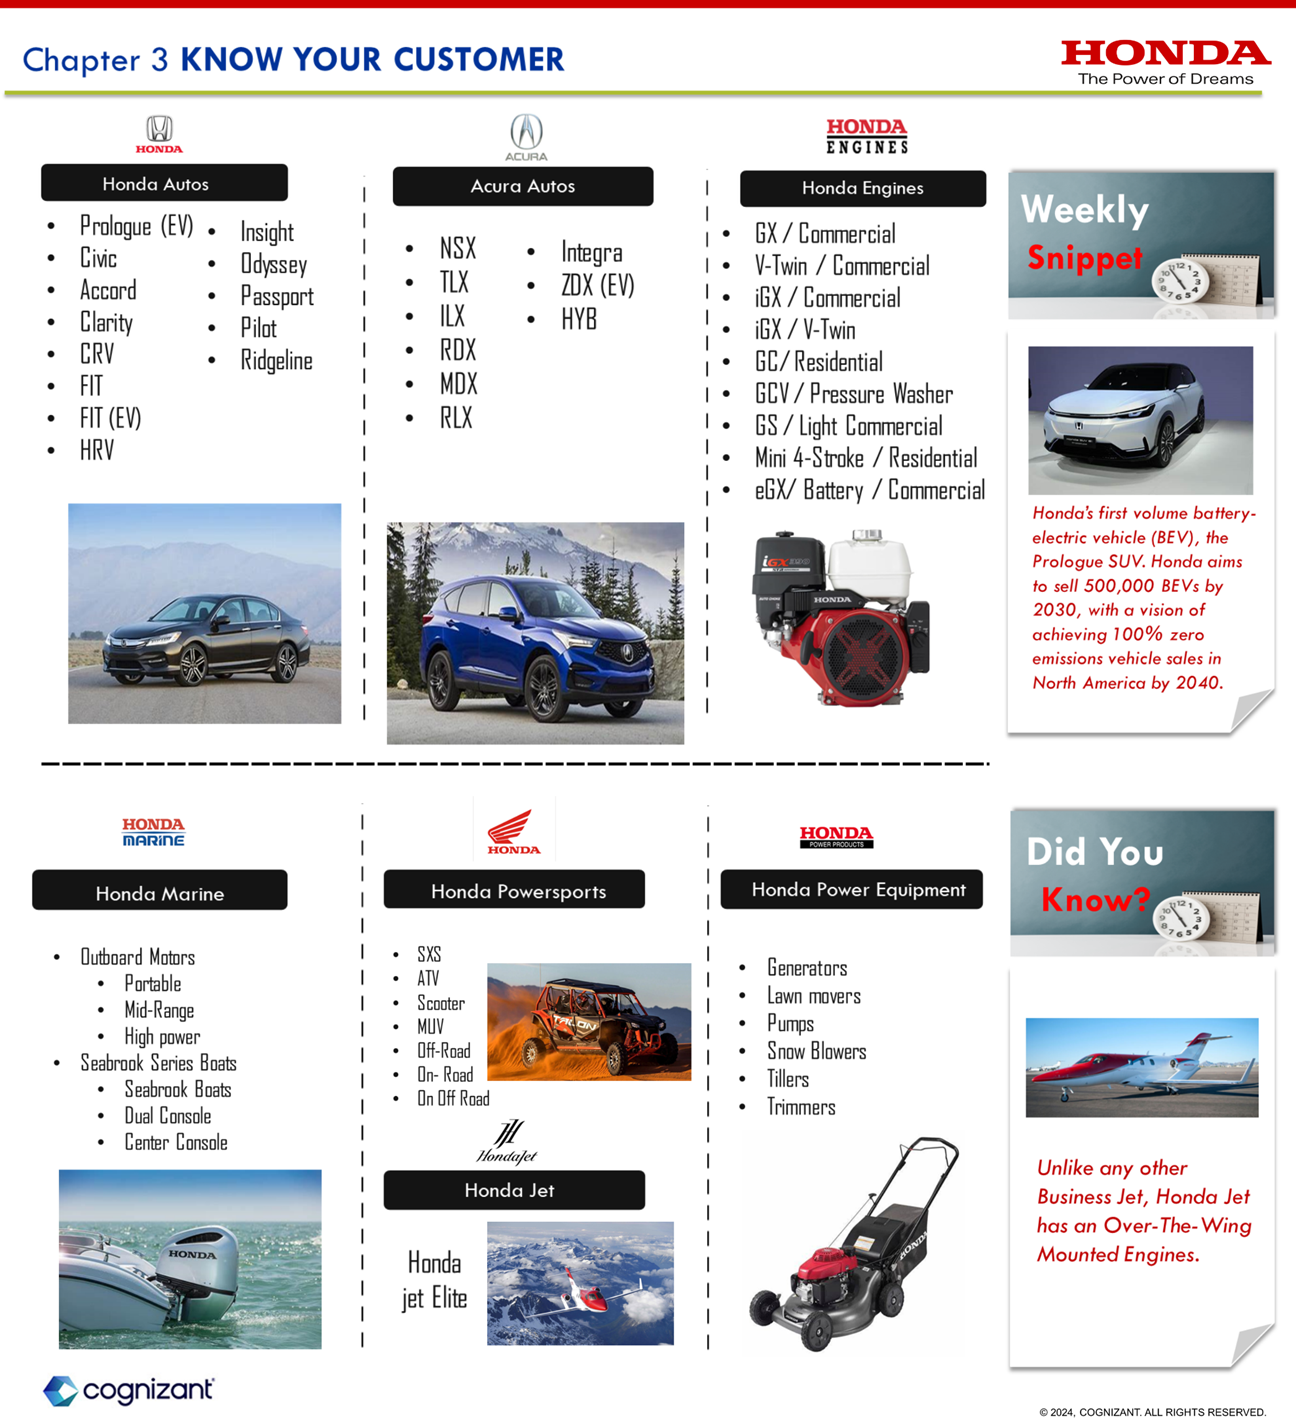 Chapter 3 KNOW YOUR CUSTOMER
HONDA
The Power of Dreams
HONDA
Honda Autos
Prologue (EV)
Civic
Accord
Clarity
CRV
FIT
FIT (EV)
HRV
Insight
Odyssey
Passport
Pilot
Ridgeline
ACURA
Acura Autos
NSX
TLX
ILX
RDX
MDX
RLX
Integra
ZDX (EV)
HYB
HONDA
ENGINES
Honda Engines
GX / Commercial
V-Twin / Commercial
iGX / Commercial
iGX / V-Twin
GC/ Residential
GCV / Pressure Washer
GS / Light Commercial
Mini 4-Stroke / Residential
eGX/ Battery / Commercial
iGX390
HONDA
Weekly
Snippet
Honda's first volume battery-
electric vehicle (BEV), the
Prologue SUV. Honda aims
to sell 500,000 BEVs by
2030, with a vision of
achieving 100% zero
emissions vehicle sales in
North America by 2040.
HONDA
MARINE
Honda Marine
Outboard Motors
Portable
Mid-Range
High power
Seabrook Series Boats
Seabrook Boats
Dual Console
Center Console
HONDA
HONDA
Honda Powersports
SXS
ATV
Scooter
MUV
Off-Road
On- Road
On Off Road
TALON
HondaJet
Honda Jet
Honda
jet Elite
HONDA
POWER PRODUCTS
Honda Power Equipment
Generators
Lawn movers
Pumps
Snow Blowers
Tillers
Trimmers
HONDA
Did You
Know?
Unlike any other
Business Jet, Honda Jet
has an Over-The-Wing
Mounted Engines.
cognizant
© 2024, COGNIZANT. ALL RIGHTS RESERVED.